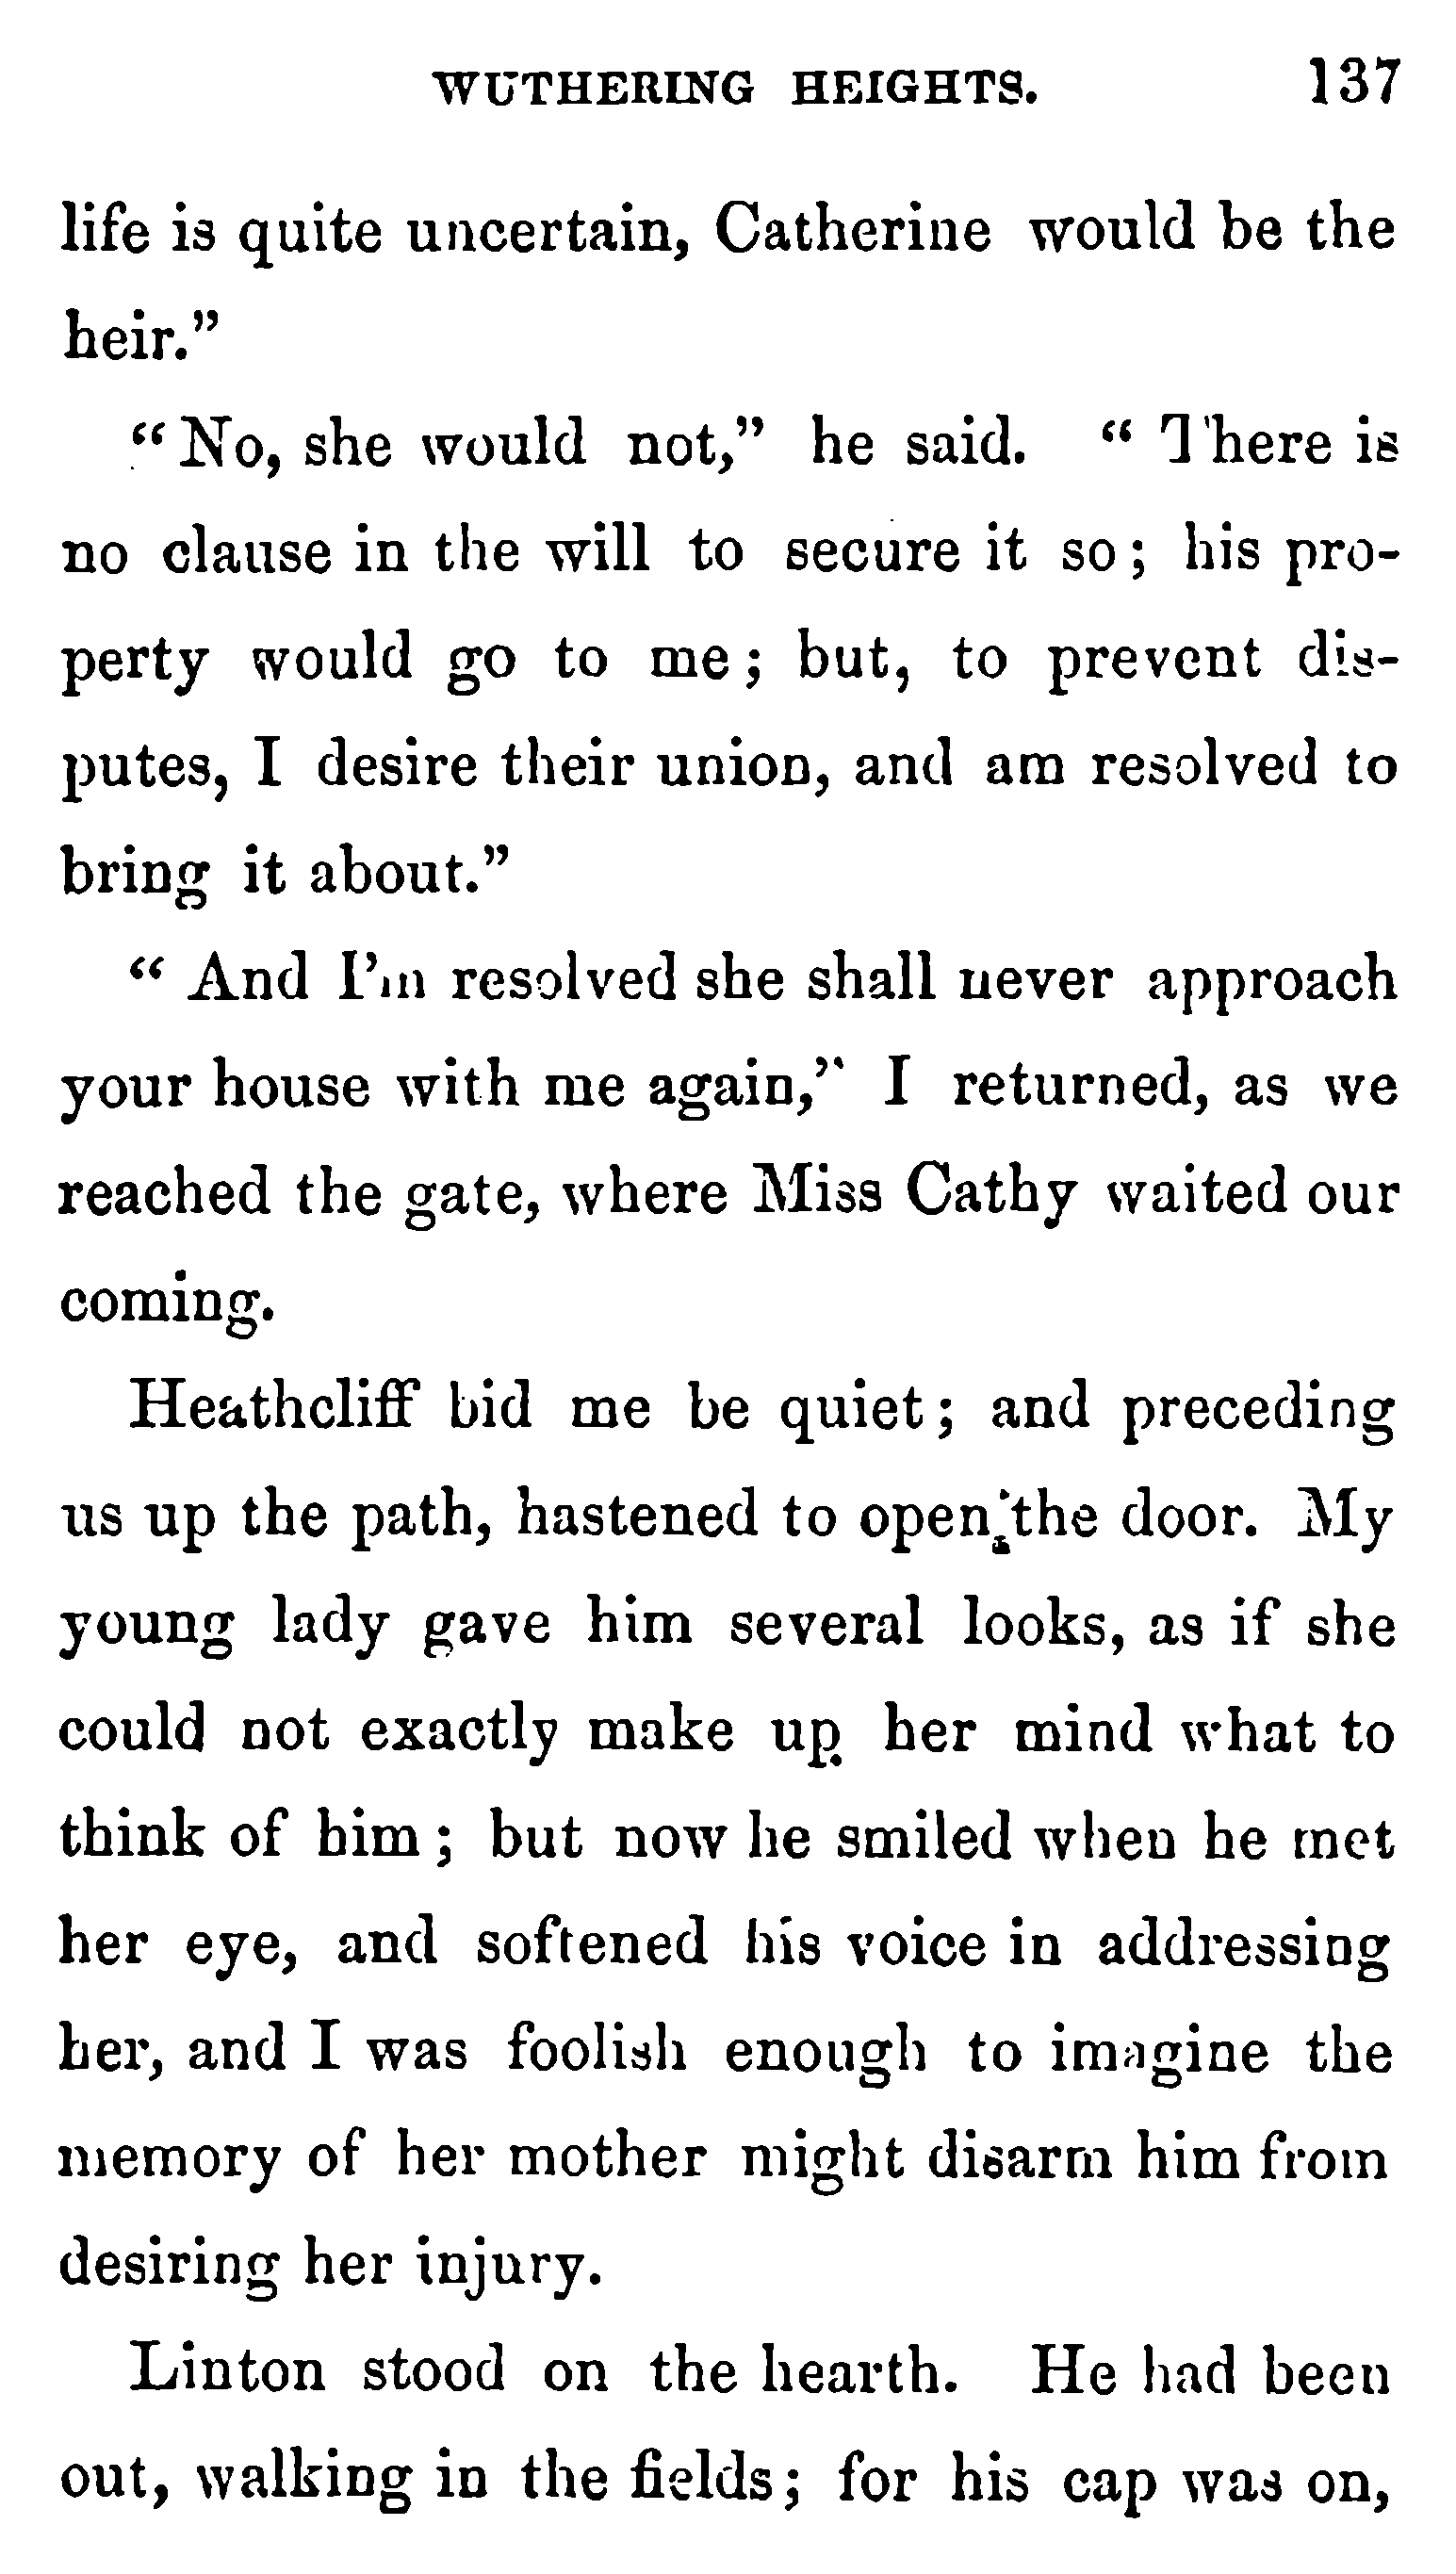 WUTHERING HEIGHTS. 137
life is quite uncertain, Catherine would be the
heir.”
“No, she would not,” he said. “There is
no clause in the will to secure it so; his pro-
perty would go to me; but, to prevent dis-
putes, I desire their union, and am resolved to
bring it about.”
“And I’m resolved she shall never approach
your house with me again,” I returned, as we
reached the gate, where Miss Cathy waited our
coming.
Heathcliff bid me be quiet; and preceding
us up the path, hastened to open the door. My
young lady gave him several looks, as if she
could not exactly make up her mind what to
think of him; but now he smiled when he met
her eye, and softened his voice in addressing
her, and I was foolish enough to imagine the
memory of her mother might disarm him from
desiring her injury.
Linton stood on the hearth. He had been
out, walking in the fields; for his cap was on,